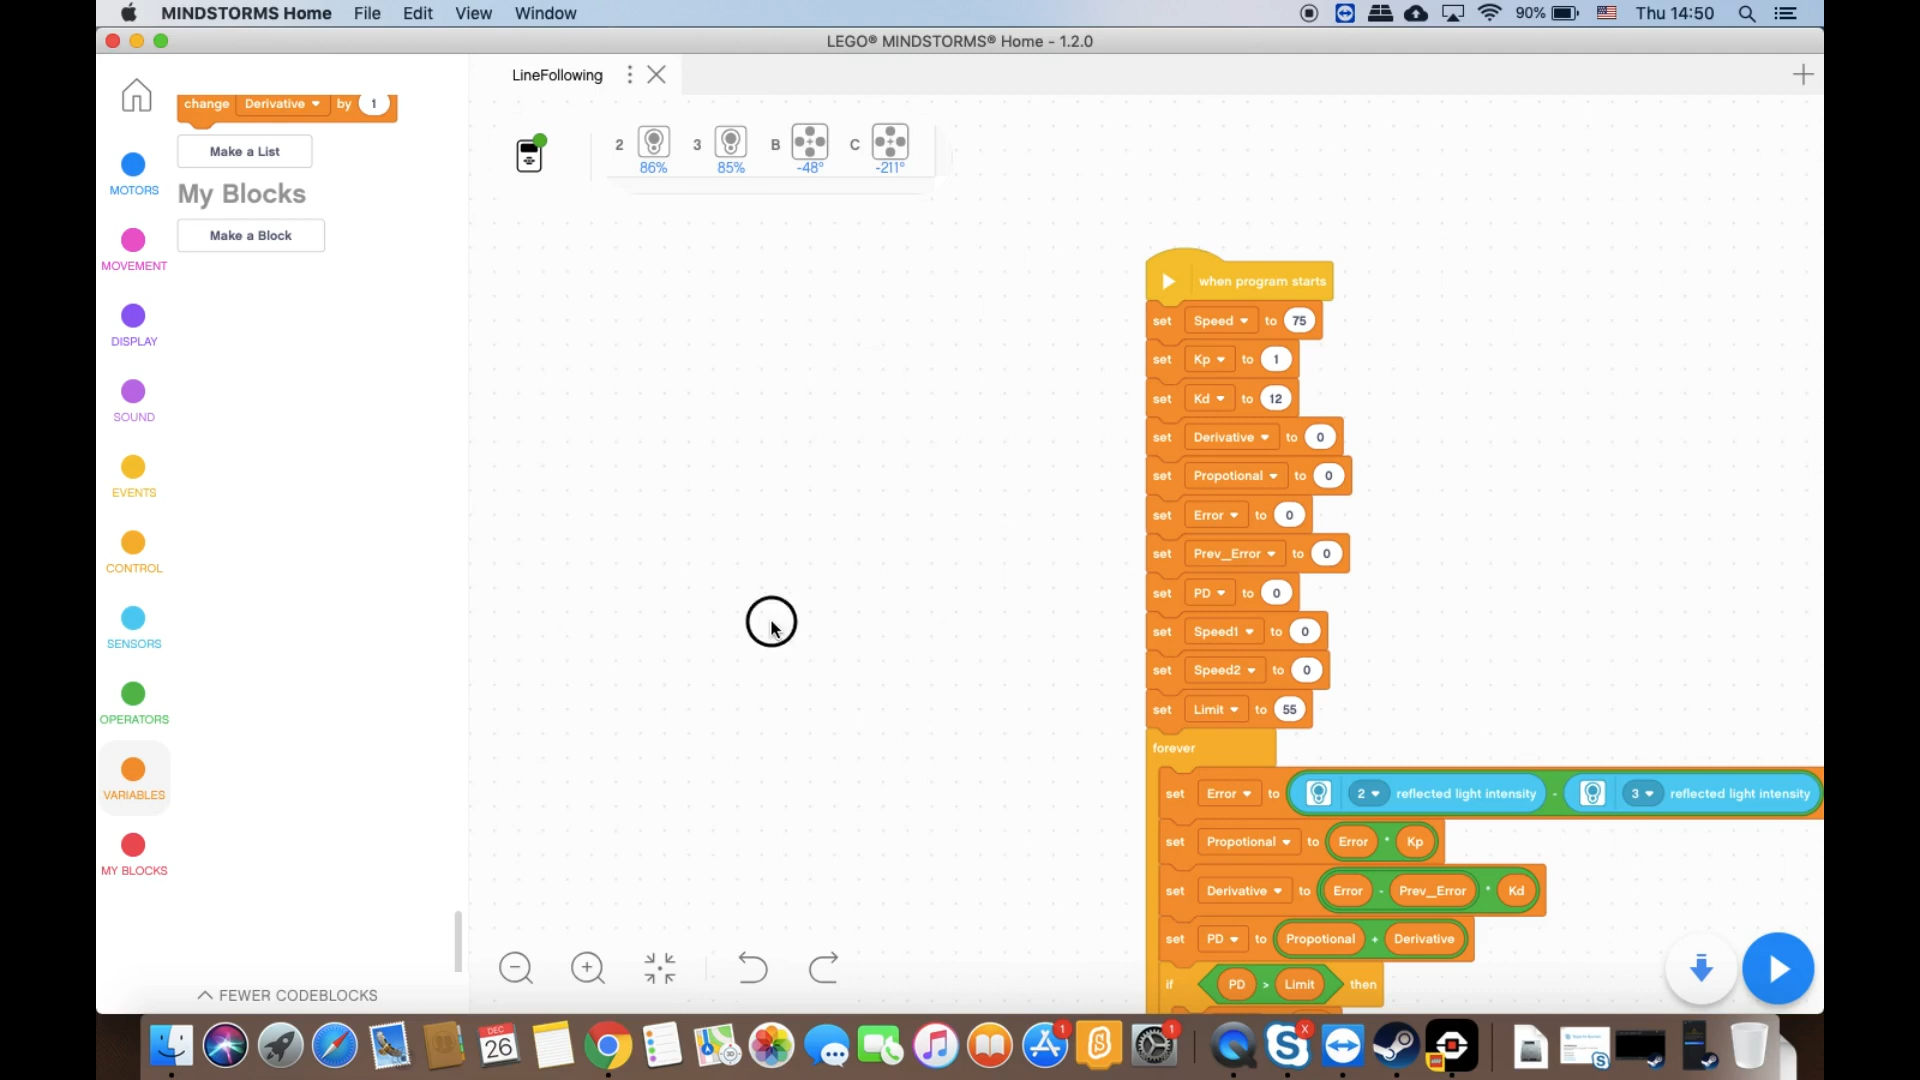 MINDSTORMS Home File Edit View Window 90% Thu 14:50
LEGO® MINDSTORMS® Home - 1.2.0
LineFollowing
change Derivative by 1
Make a List
My Blocks
Make a Block
MOTORS
MOVEMENT
DISPLAY
SOUND
EVENTS
CONTROL
SENSORS
OPERATORS
VARIABLES
MY BLOCKS
FEWER CODEBLOCKS
2 3 B C
86% 85% -48° -211°
when program starts
set Speed to 75
set Kp to 1
set Kd to 12
set Derivative to 0
set Propotional to 0
set Error to 0
set Prev_Error to 0
set PD to 0
set Speed1 to 0
set Speed2 to 0
set Limit to 55
forever
set Error to 2 reflected light intensity - 3 reflected light intensity
set Propotional to Error * Kp
set Derivative to Error - Prev_Error * Kd
set PD to Propotional + Derivative
if PD > Limit then
DEC
26
1
1
X